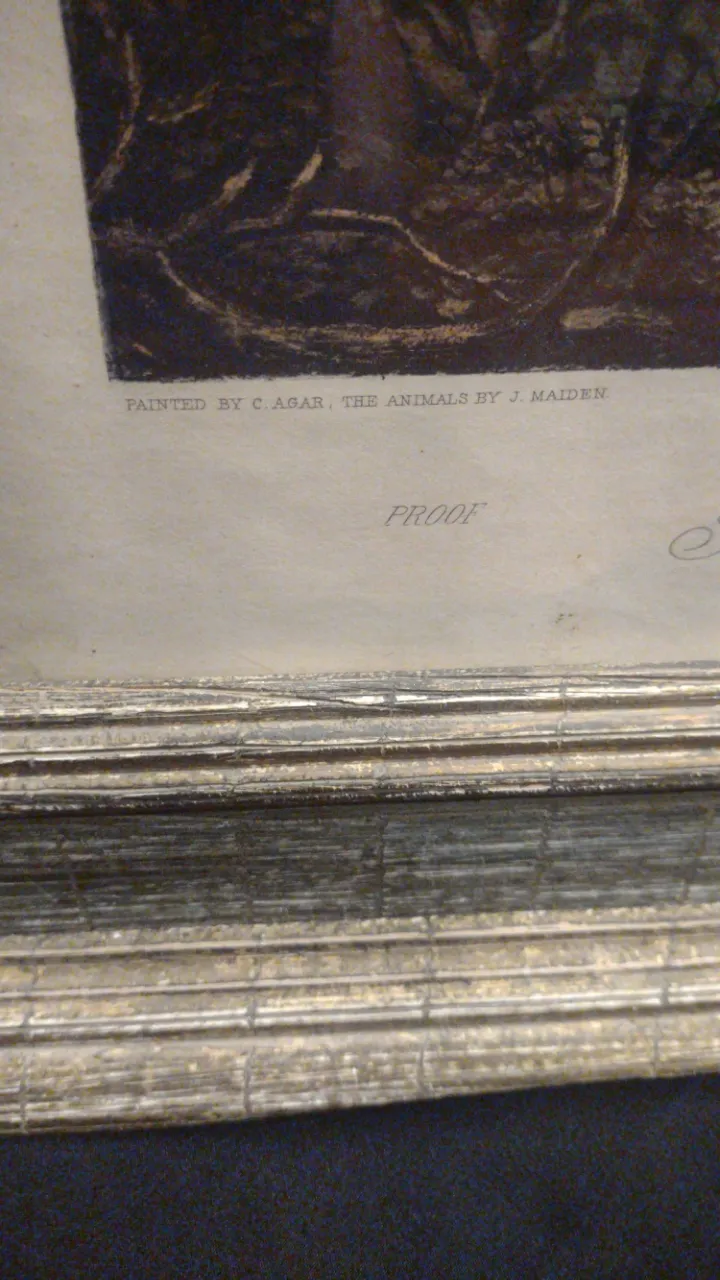 PAINTED BY C. AGAR, THE ANIMALS BY J. MAIDEN.
PROOF